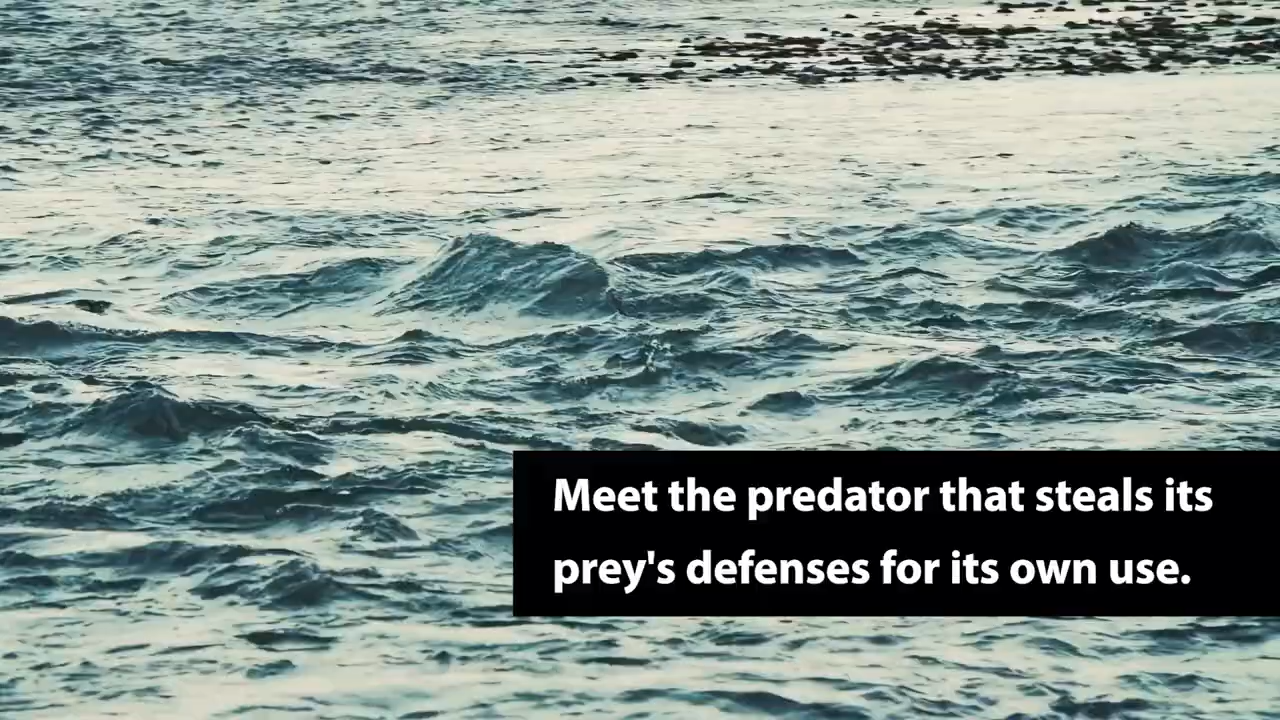 Meet the predator that steals its
prey's defenses for its own use.